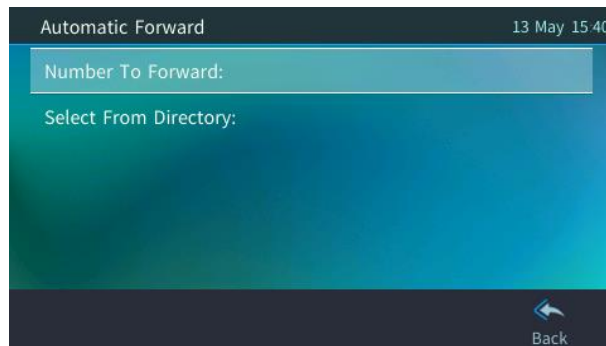 Automatic Forward
13 May 15:40
Number To Forward:
Select From Directory:
Back